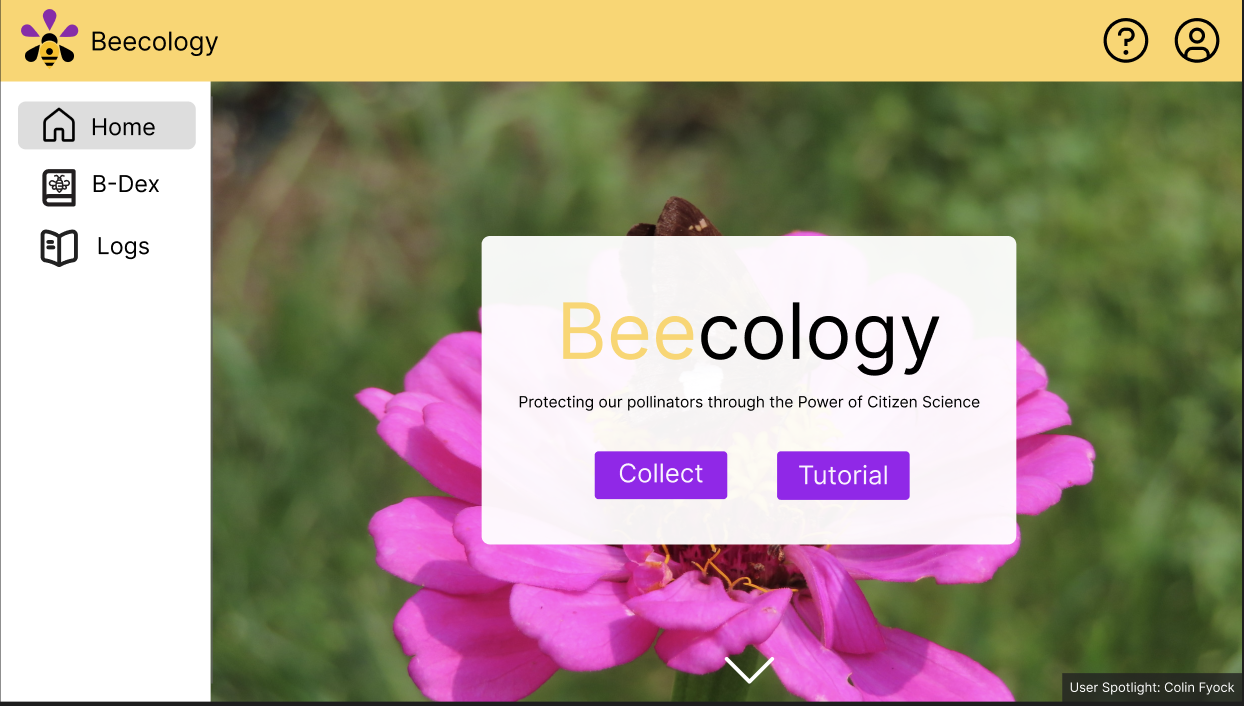 Beecology
Home
B-Dex
Logs
Beecology
Protecting our pollinators through the Power of Citizen Science
Collect
Tutorial
User Spotlight: Colin Fyock